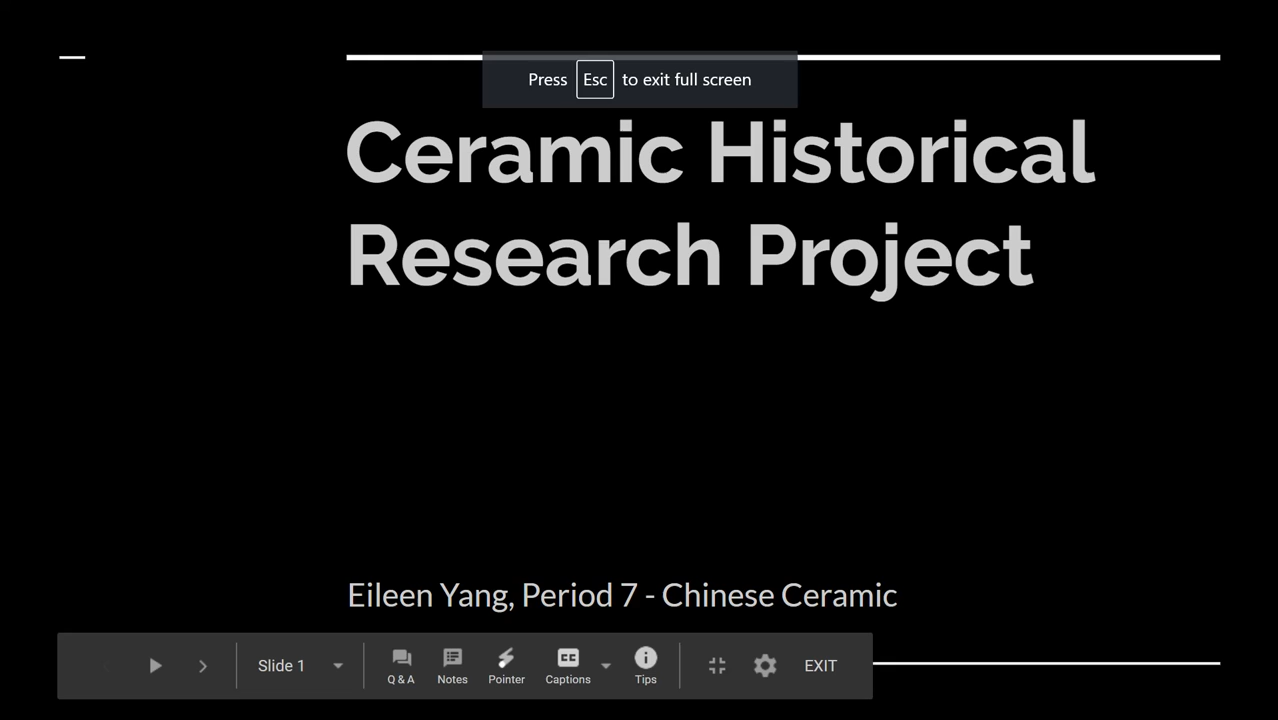 Press Esc to exit full screen
Ceramic Historical
Research Project
Eileen Yang, Period 7 - Chinese Ceramic
Slide 1
Q & A
Notes
Pointer
CC
Captions
Tips
EXIT